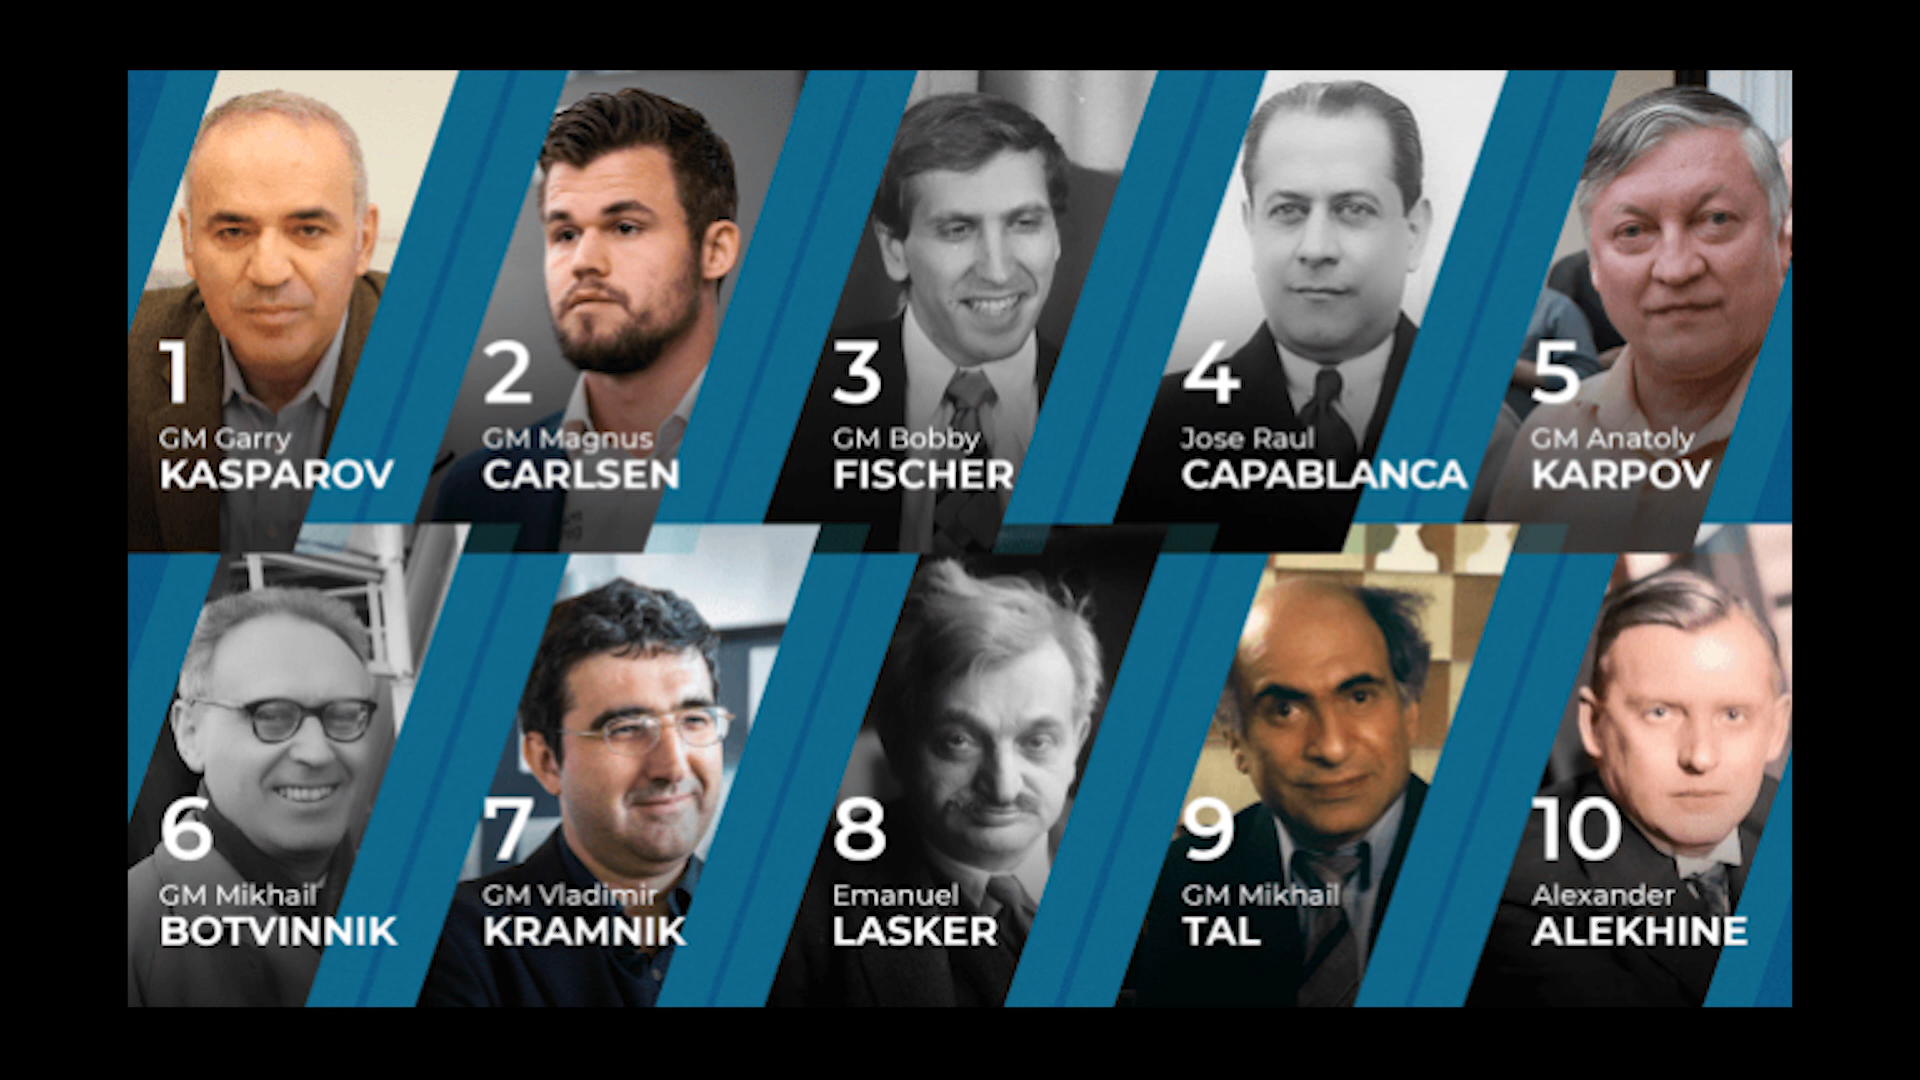 1
GM Garry
KASPAROV
2
GM Magnus
CARLSEN
3
GM Bobby
FISCHER
4
Jose Raul
CAPABLANCA
5
GM Anatoly
KARPOV
6
GM Mikhail
BOTVINNIK
7
GM Vladimir
KRAMNIK
8
Emanuel
LASKER
9
GM Mikhail
TAL
10
Alexander
ALEKHINE